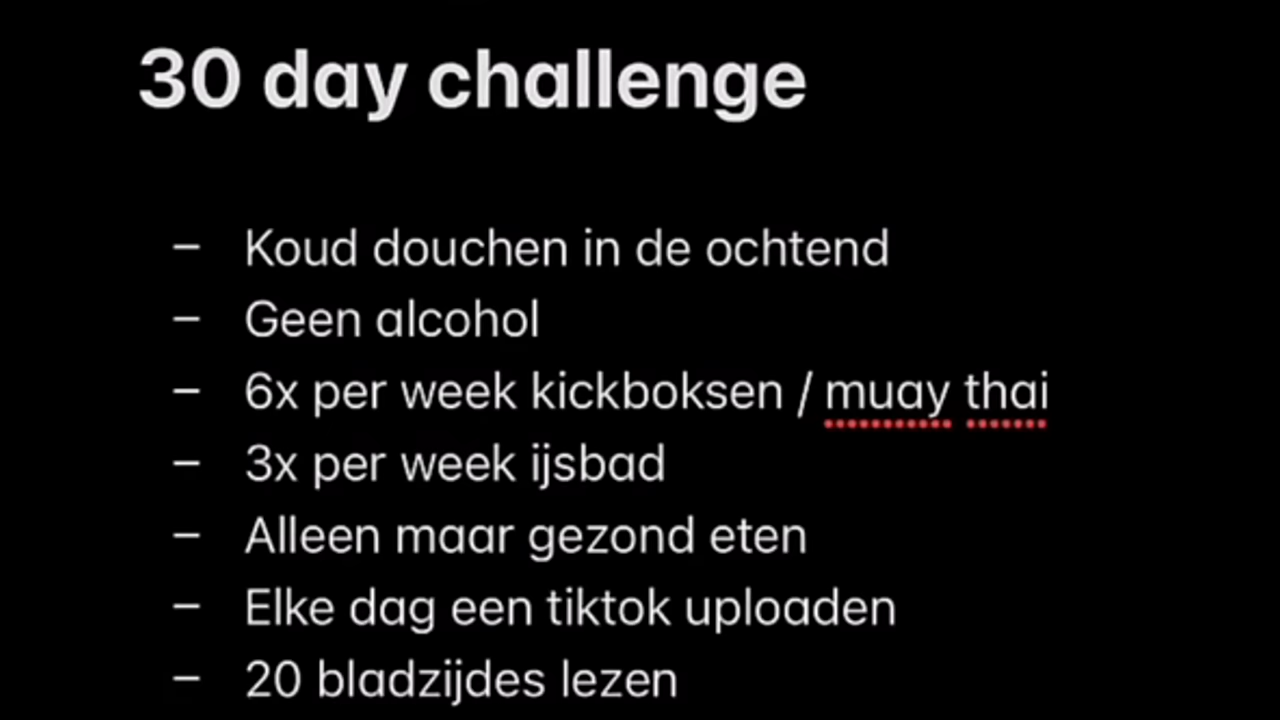 30 day challenge
– Koud douchen in de ochtend
– Geen alcohol
– 6x per week kickboksen / muay thai
– 3x per week ijsbad
– Alleen maar gezond eten
– Elke dag een tiktok uploaden
– 20 bladzijdes lezen